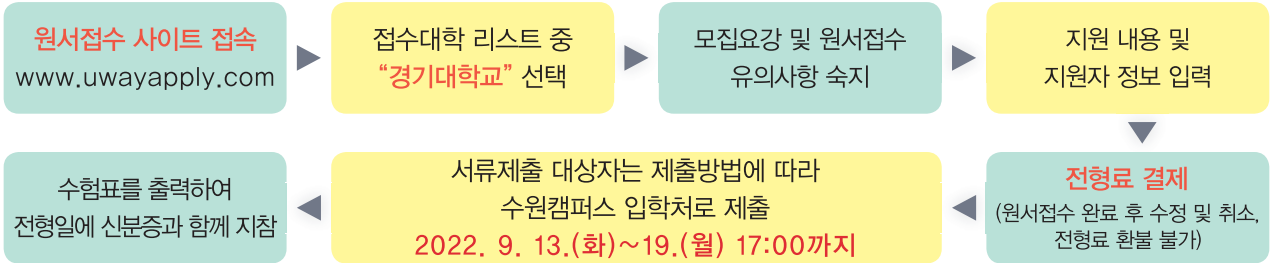 원서접수 사이트 접속
www.uwayapply.com
접수대학 리스트 중
“경기대학교” 선택
모집요강 및 원서접수
유의사항 숙지
지원 내용 및
지원자 정보 입력
전형료 결제
(원서접수 완료 후 수정 및 취소,
전형료 환불 불가)
서류제출 대상자는 제출방법에 따라
수원캠퍼스 입학처로 제출
2022. 9. 13.(화)~19.(월) 17:00까지
수험표를 출력하여
전형일에 신분증과 함께 지참